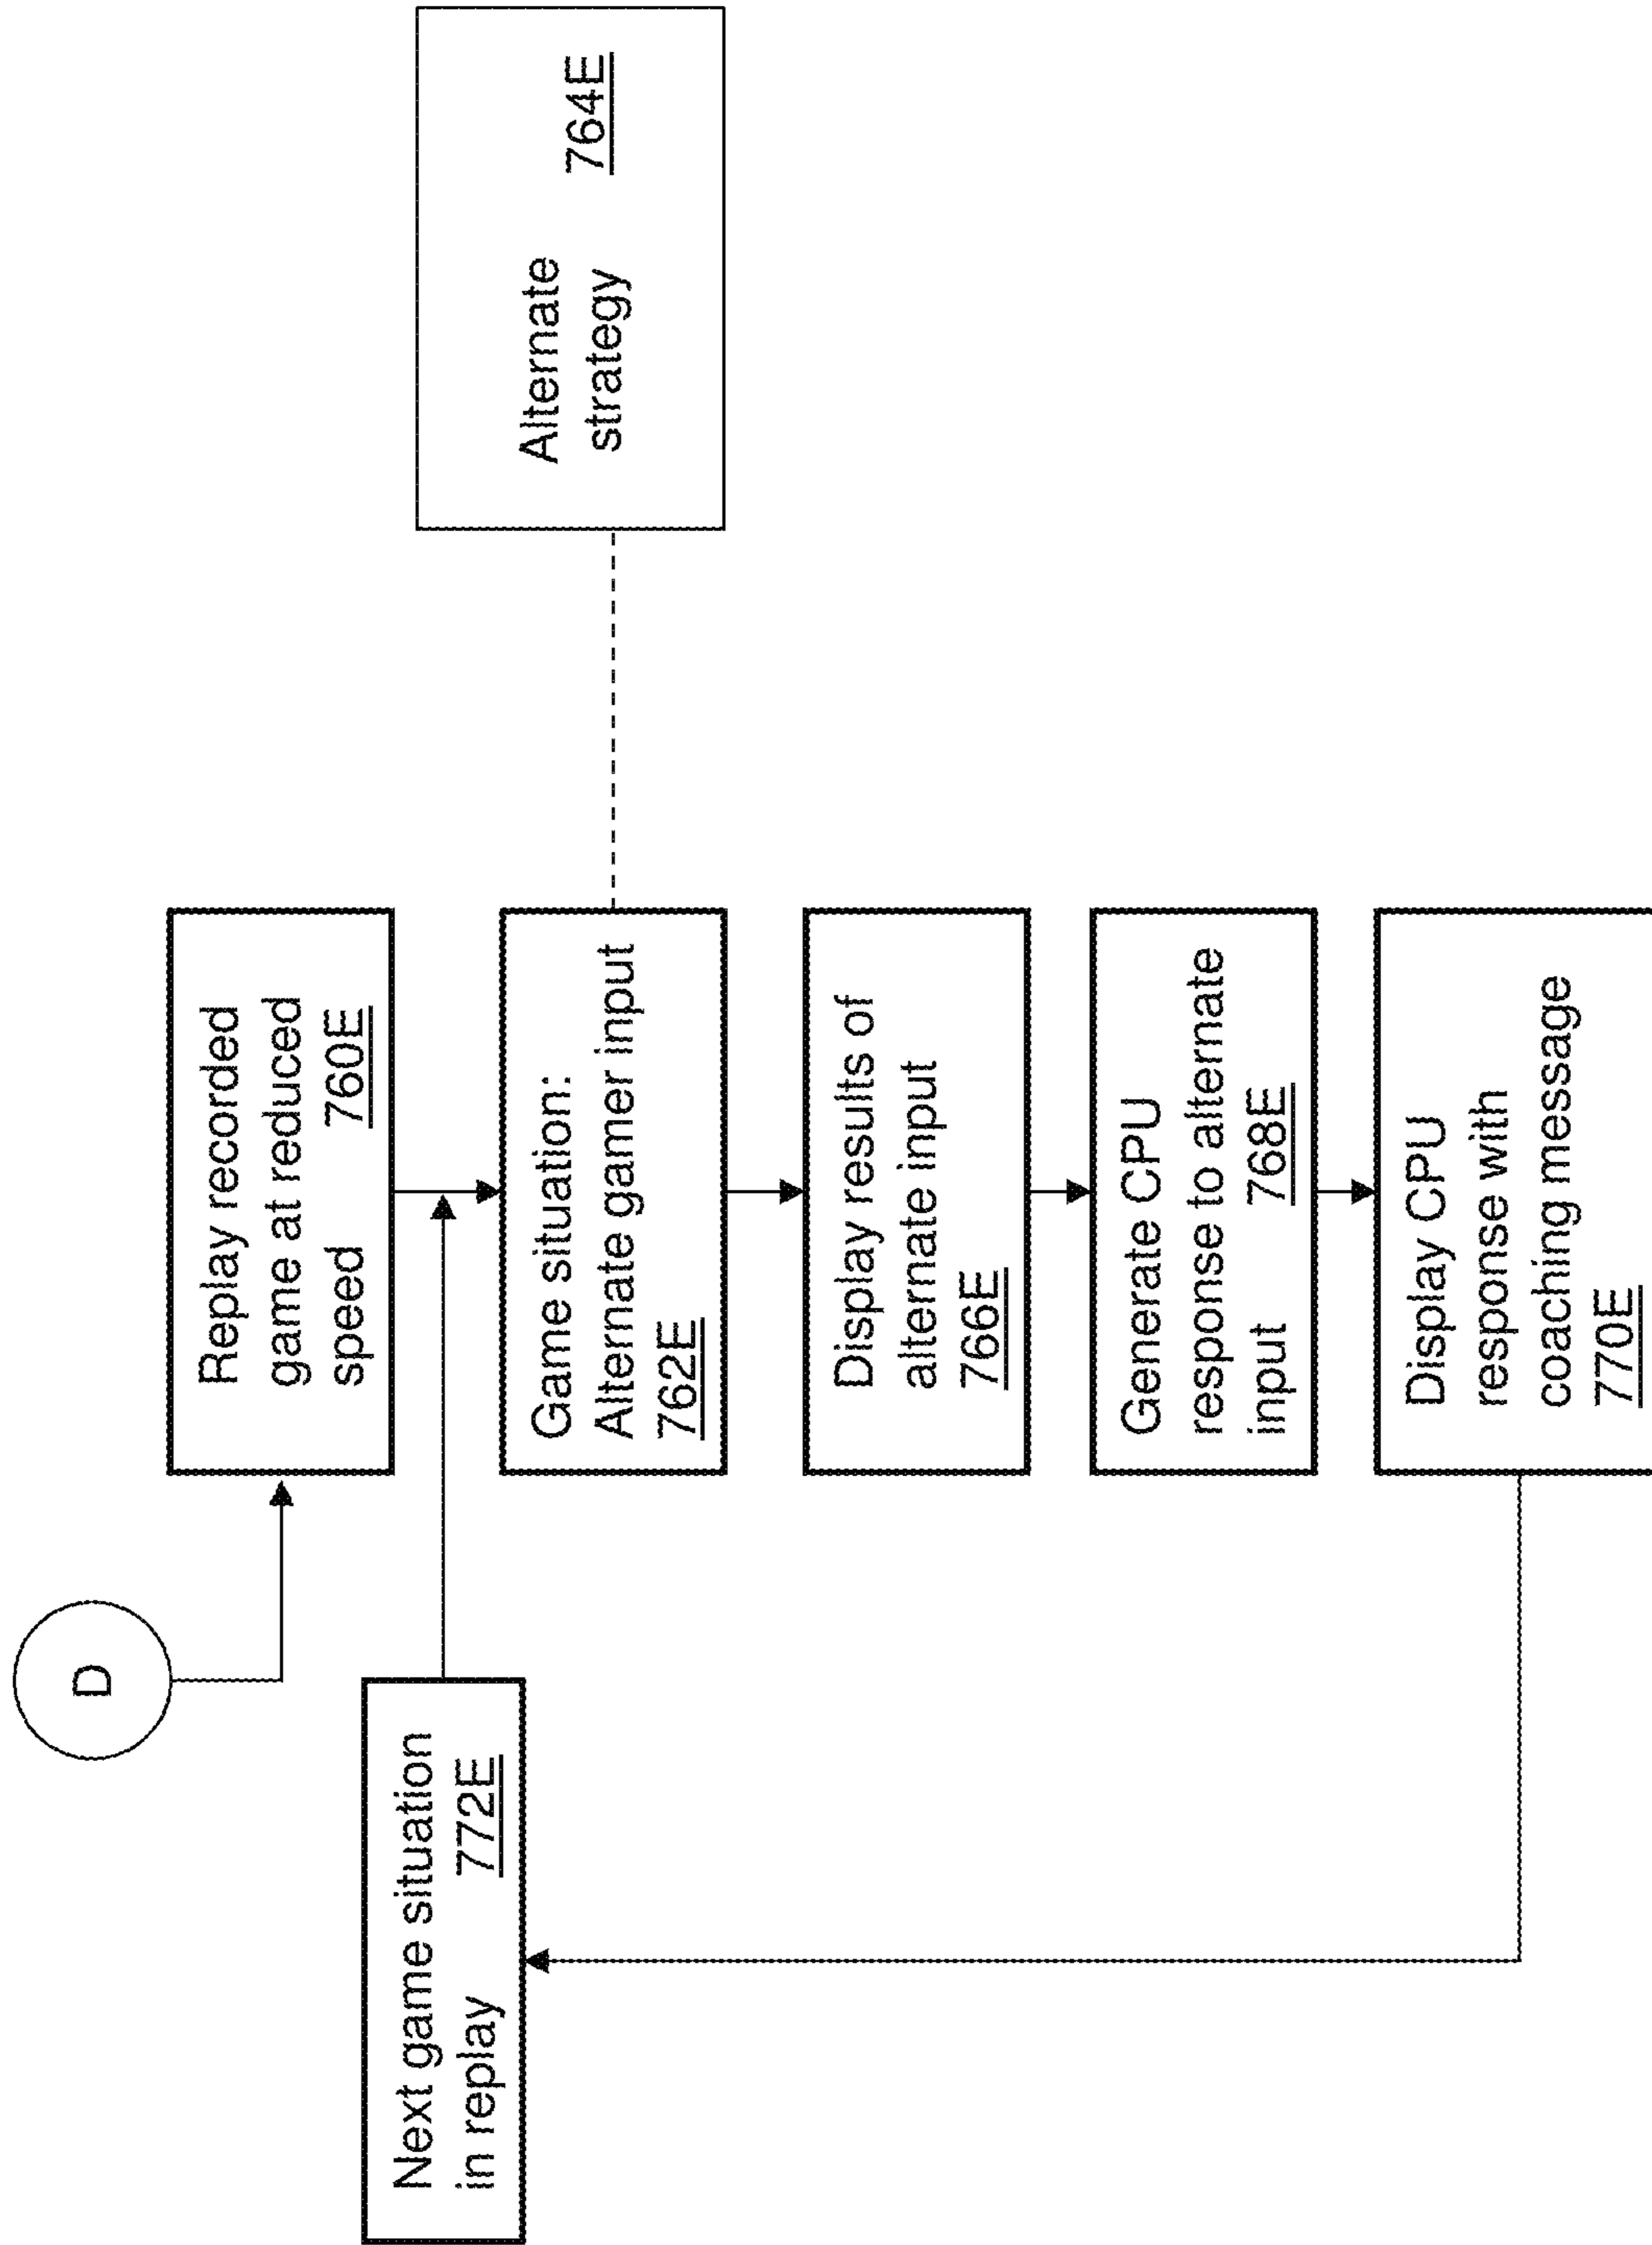 D
Replay recorded
game at reduced
speed 760E
Next game situation
in replay 772E
Game situation:
Alternate gamer input
762E
Alternate
strategy 764E
Display results of
alternate input
766E
Generate CPU
response to alternate
input 768E
Display CPU
response with
coaching message
770E